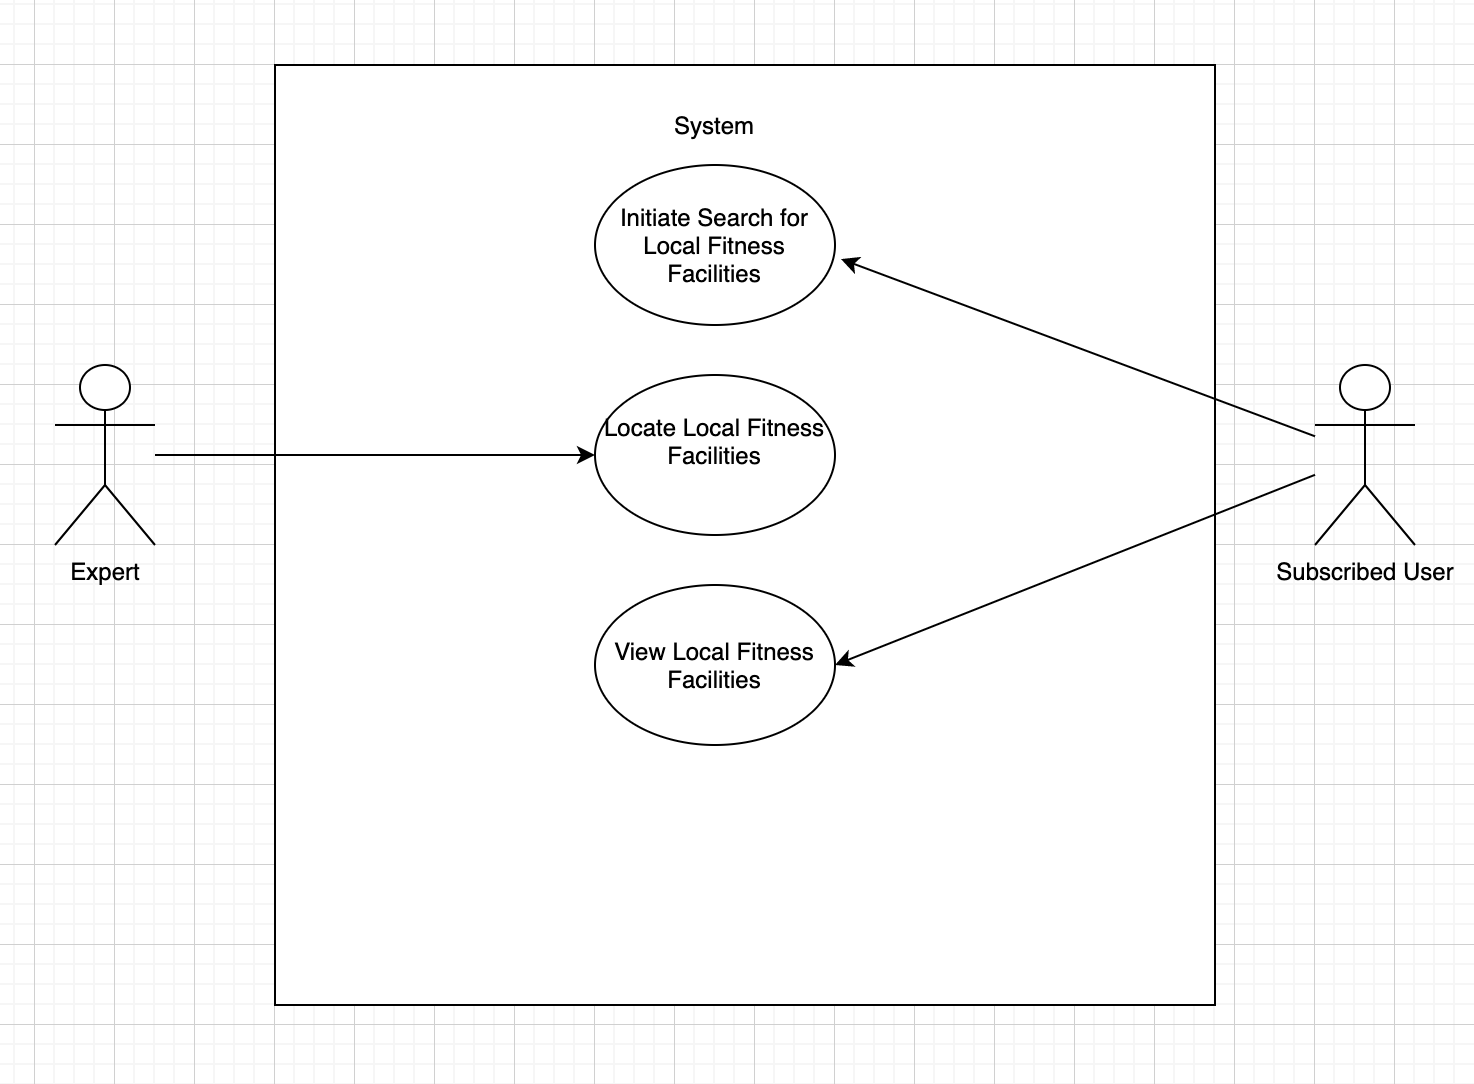 System
Initiate Search for
Local Fitness
Facilities
Locate Local Fitness
Facilities
View Local Fitness
Facilities
Expert
Subscribed User